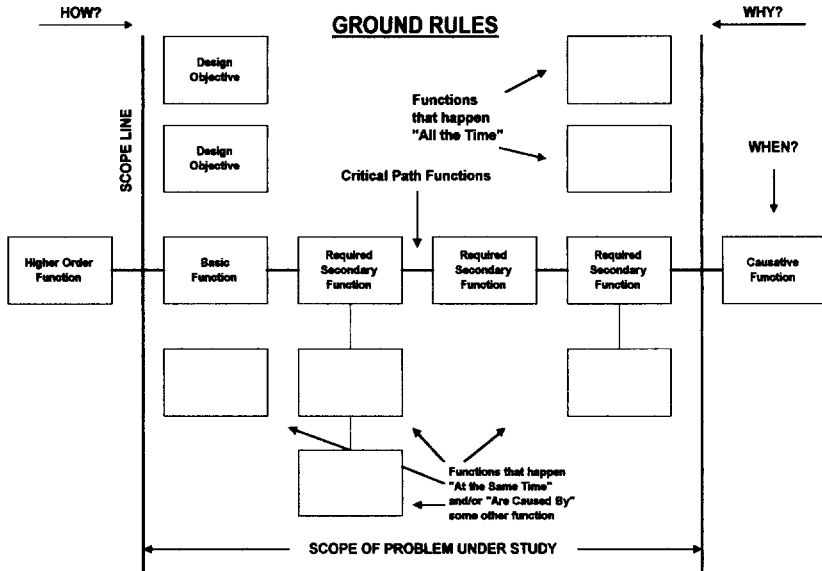 HOW?
GROUND RULES
WHY?
Design
Objective
Functions
that happen
"All the Time"
SCOPE LINE
Design
Objective
WHEN?
Critical Path Functions
Higher Order
Function
Basic
Function
Required
Secondary
Function
Required
Secondary
Function
Required
Secondary
Function
Causative
Function
Functions that happen
"At the Same Time"
and/or "Are Caused By"
some other function
SCOPE OF PROBLEM UNDER STUDY